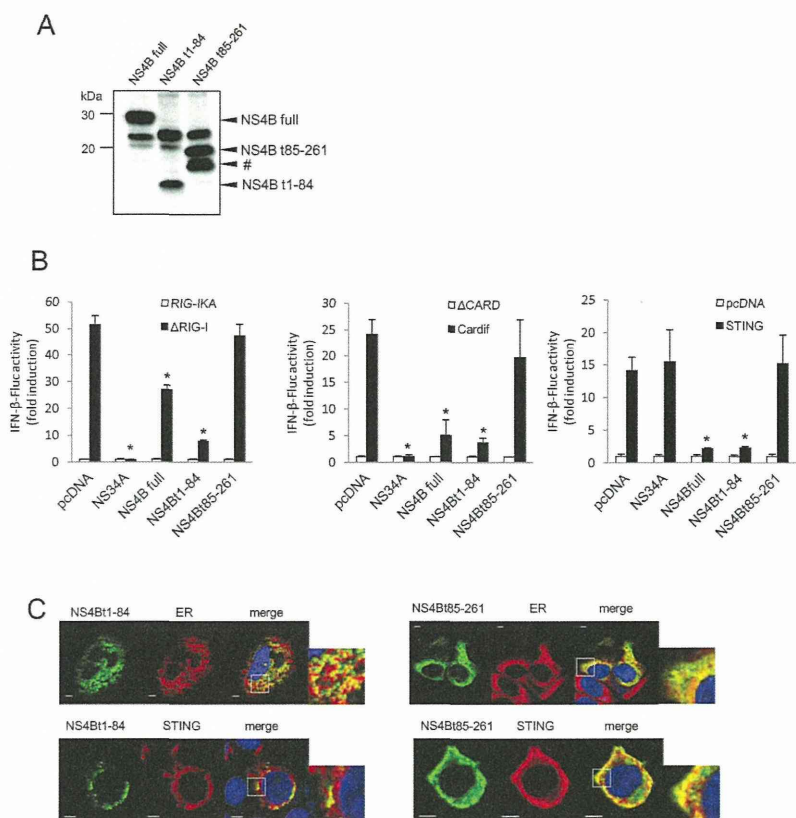 A
NS4B full
NS4B t1-84
NS4B t85-261
kDa
30
20
NS4B full
NS4B t85-261
#
NS4B t1-84
B
IFN-β-Fluc activity
(fold induction)
60
50
40
30
20
10
0
RIG-IKA
ΔRIG-I
*
*
*
pcDNA
NS34A
NS4B full
NS4Bt1-84
NS4Bt85-261
IFN-β-Fluc activity
(fold induction)
30
25
20
15
10
5
0
ΔCARD
Cardif
*
*
*
pcDNA
NS34A
NS4B full
NS4Bt1-84
NS4Bt85-261
IFN-β-Fluc activity
(fold induction)
25
20
15
10
5
0
pcDNA
STING
*
*
pcDNA
NS34A
NS4Bfull
NS4Bt1-84
NS4Bt85-261
C
NS4Bt1-84 ER merge
NS4Bt85-261 ER merge
NS4Bt1-84 STING merge
NS4Bt85-261 STING merge